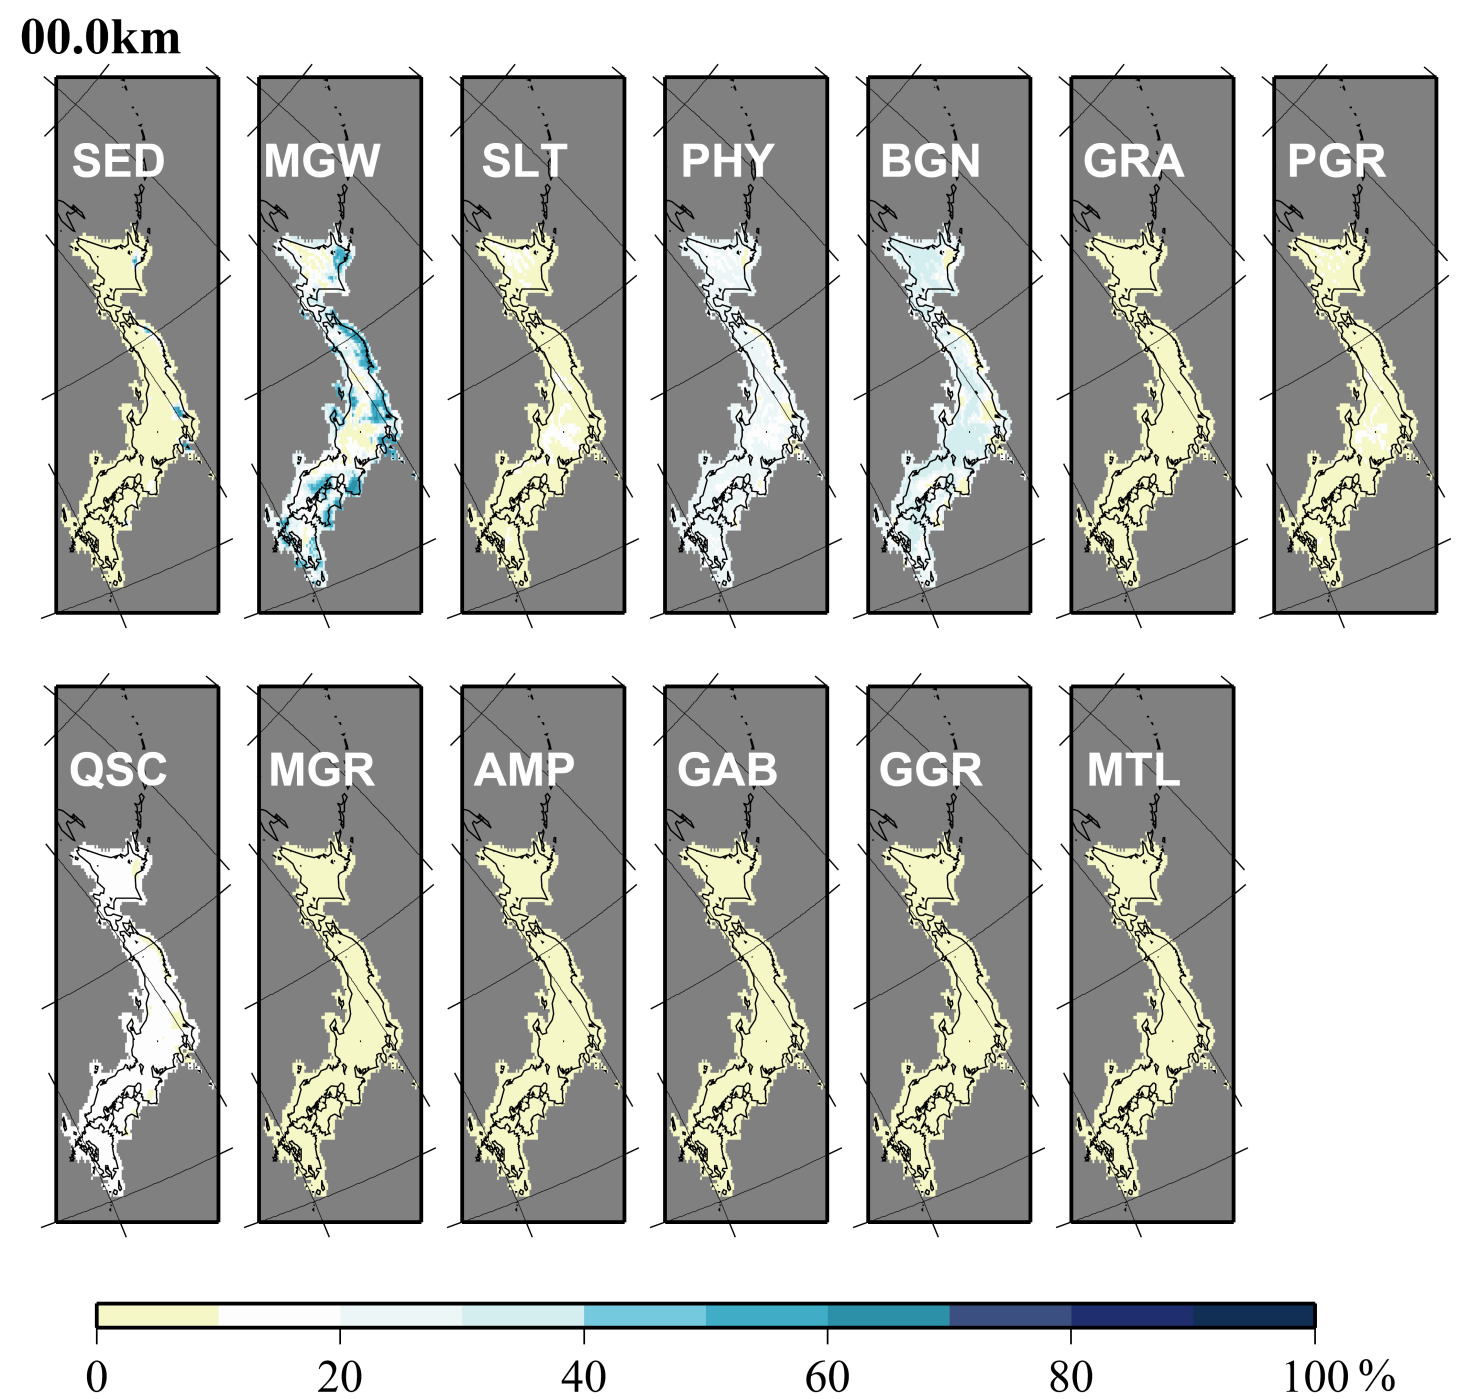 00.0km
SED MGW SLT PHY BGN GRA PGR
QSC MGR AMP GAB GGR MTL
0 20 40 60 80 100 %